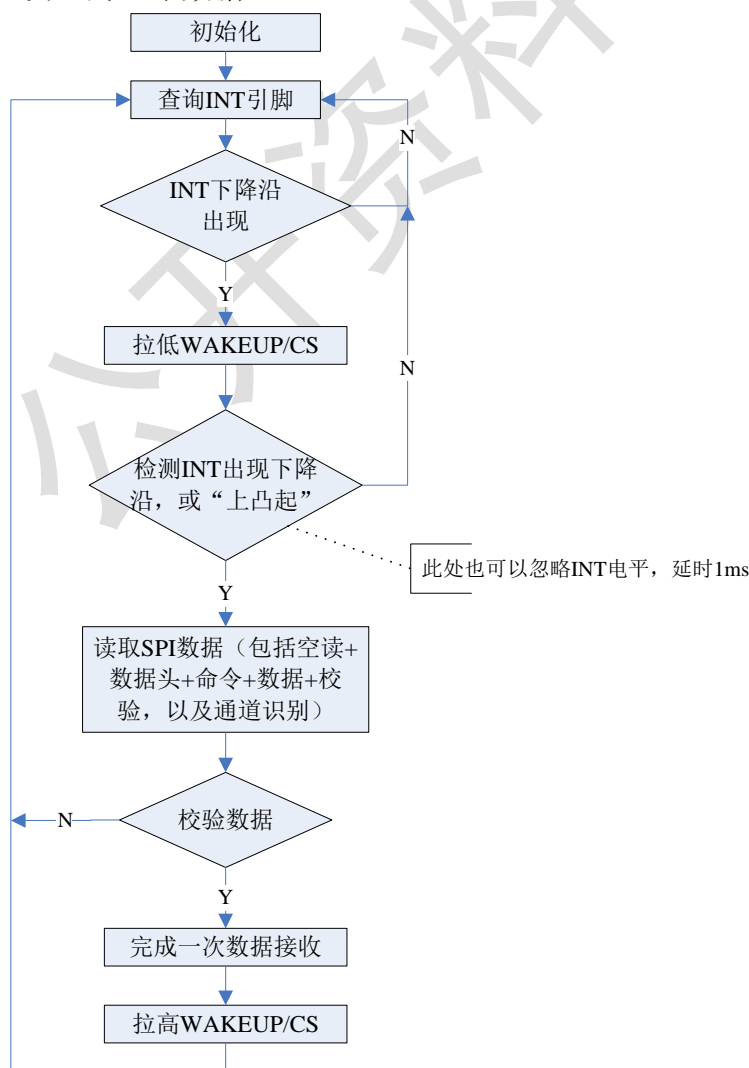 初始化
查询INT引脚
N
INT下降沿
出现
Y
拉低WAKEUP/CS
N
检测INT出现下降
沿，或“上凸起”
此处也可以忽略INT电平，延时1ms
Y
读取SPI数据（包括空读+
数据头+命令+数据+校
验，以及通道识别）
N
校验数据
Y
完成一次数据接收
拉高WAKEUP/CS
公开资料